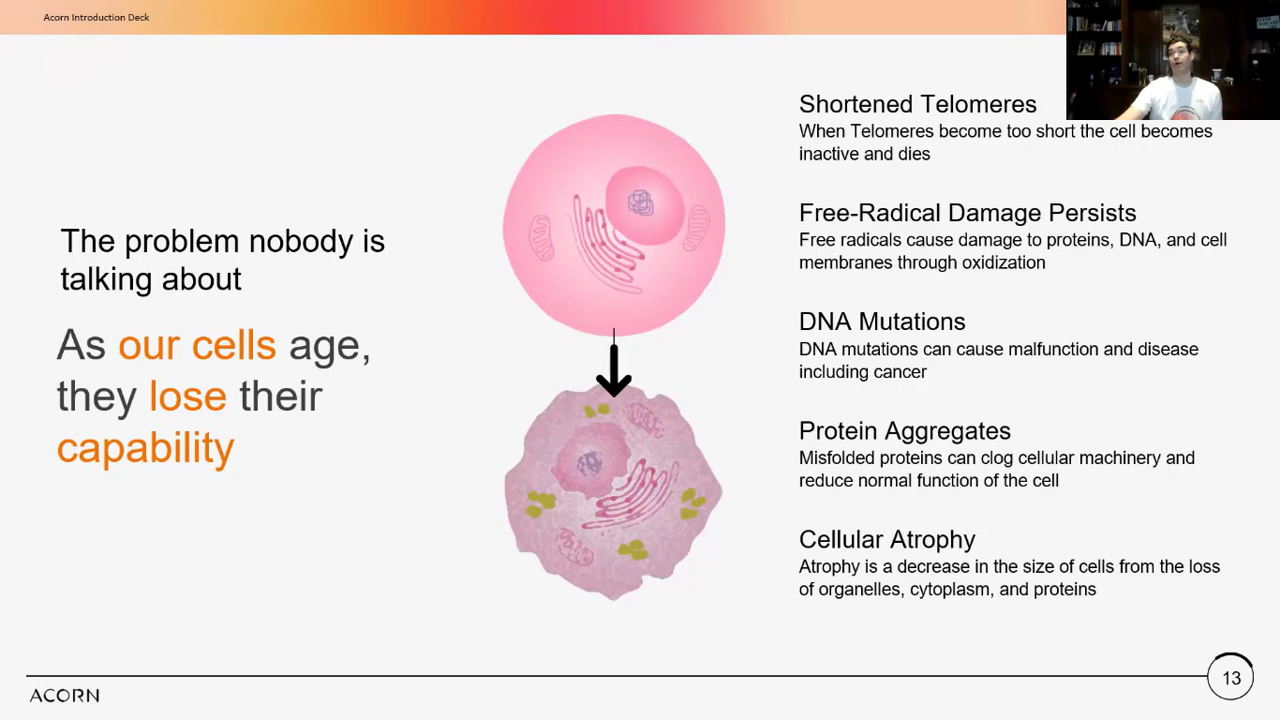 Acorn Introduction Deck
The problem nobody is
talking about
As our cells age,
they lose their
capability
Shortened Telomeres
When Telomeres become too short the cell becomes
inactive and dies
Free-Radical Damage Persists
Free radicals cause damage to proteins, DNA, and cell
membranes through oxidization
DNA Mutations
DNA mutations can cause malfunction and disease
including cancer
Protein Aggregates
Misfolded proteins can clog cellular machinery and
reduce normal function of the cell
Cellular Atrophy
Atrophy is a decrease in the size of cells from the loss
of organelles, cytoplasm, and proteins
ACORN
13